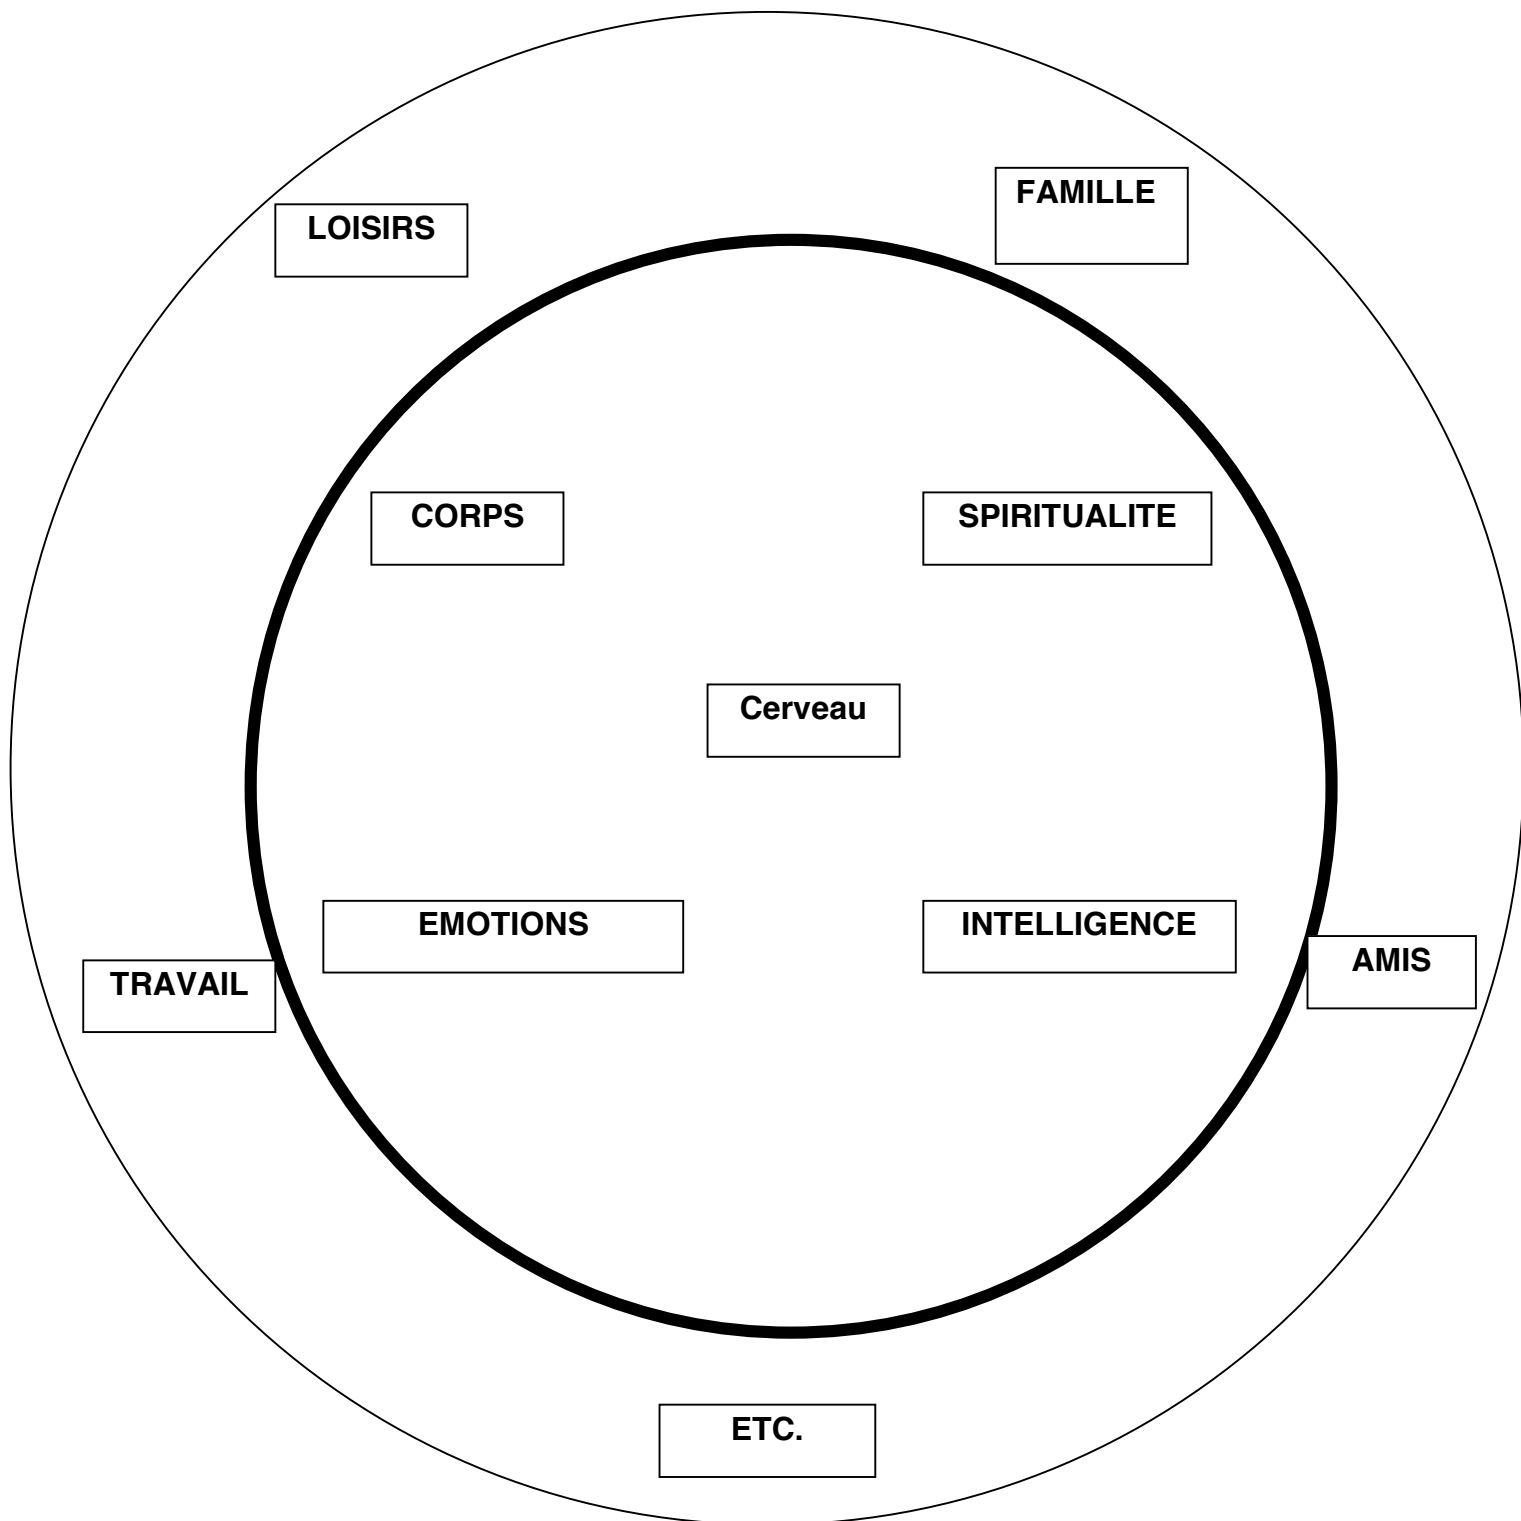 FAMILLE
LOISIRS
CORPS
SPIRITUALITE
Cerveau
EMOTIONS
INTELLIGENCE
TRAVAIL
AMIS
ETC.